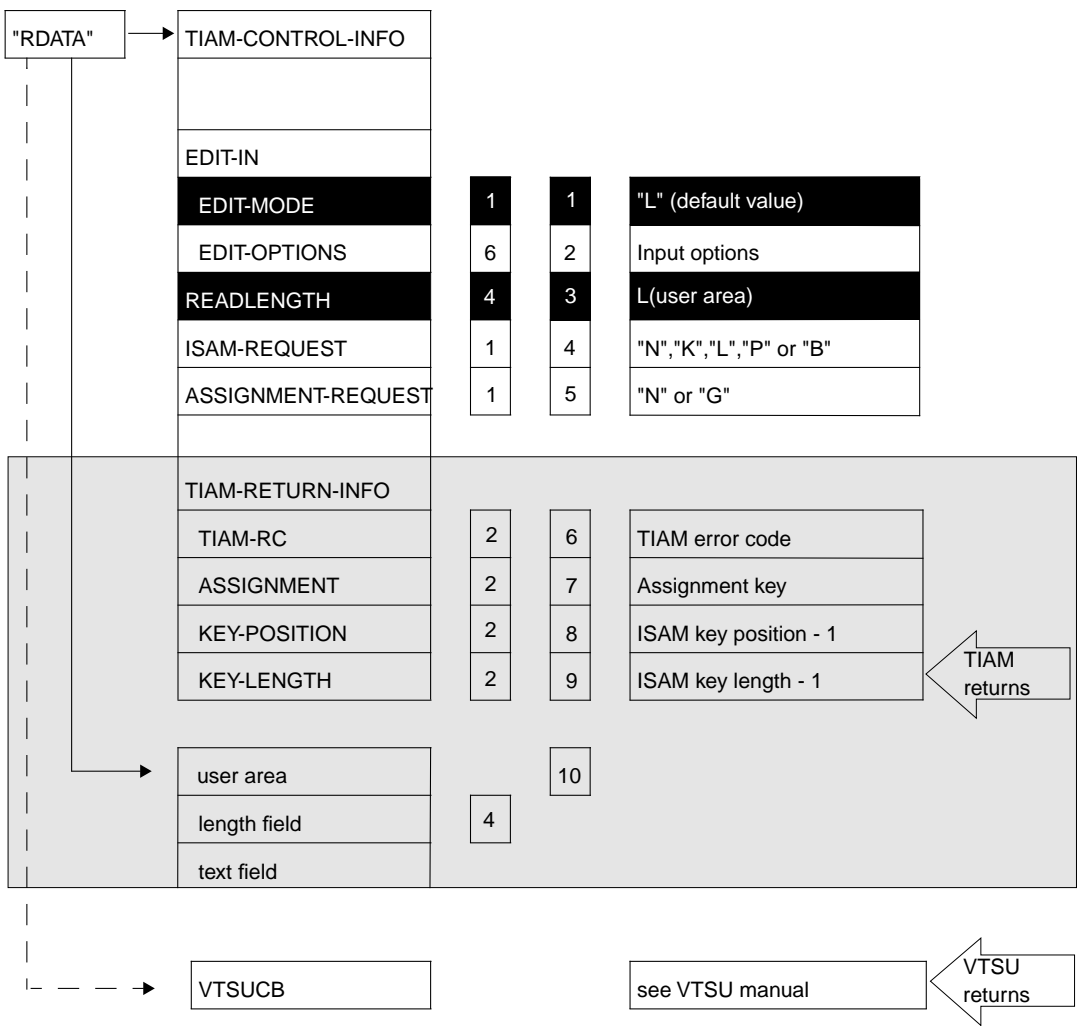 "RDATA" TIAM-CONTROL-INFO
EDIT-IN
EDIT-MODE 1 1 "L" (default value)
EDIT-OPTIONS 6 2 Input options
READLENGTH 4 3 L(user area)
ISAM-REQUEST 1 4 "N","K","L","P" or "B"
ASSIGNMENT-REQUEST 1 5 "N" or "G"
TIAM-RETURN-INFO
TIAM-RC 2 6 TIAM error code
ASSIGNMENT 2 7 Assignment key
KEY-POSITION 2 8 ISAM key position - 1
KEY-LENGTH 2 9 ISAM key length - 1
TIAM
returns
user area 10
length field 4
text field
VTSUCB see VTSU manual
VTSU
returns